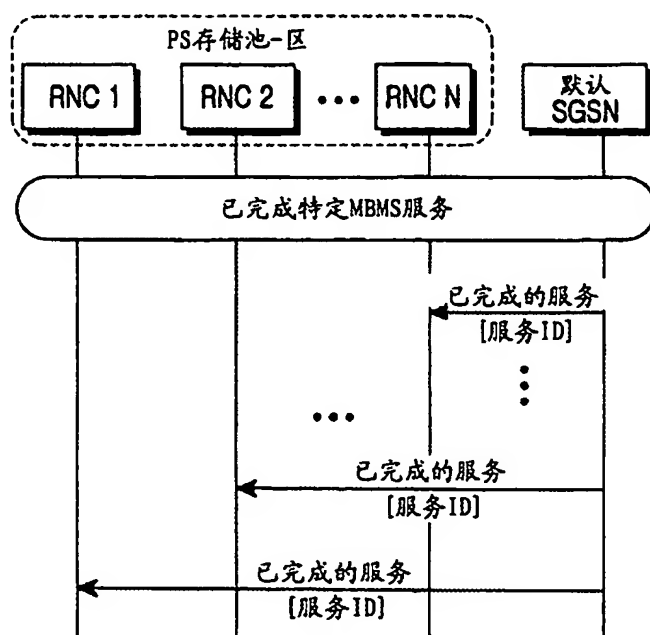 PS存储池-区
RNC 1
RNC 2
RNC N
默认
SGSN
已完成特定MBMS服务
已完成的服务
[服务ID]
已完成的服务
[服务ID]
已完成的服务
[服务ID]